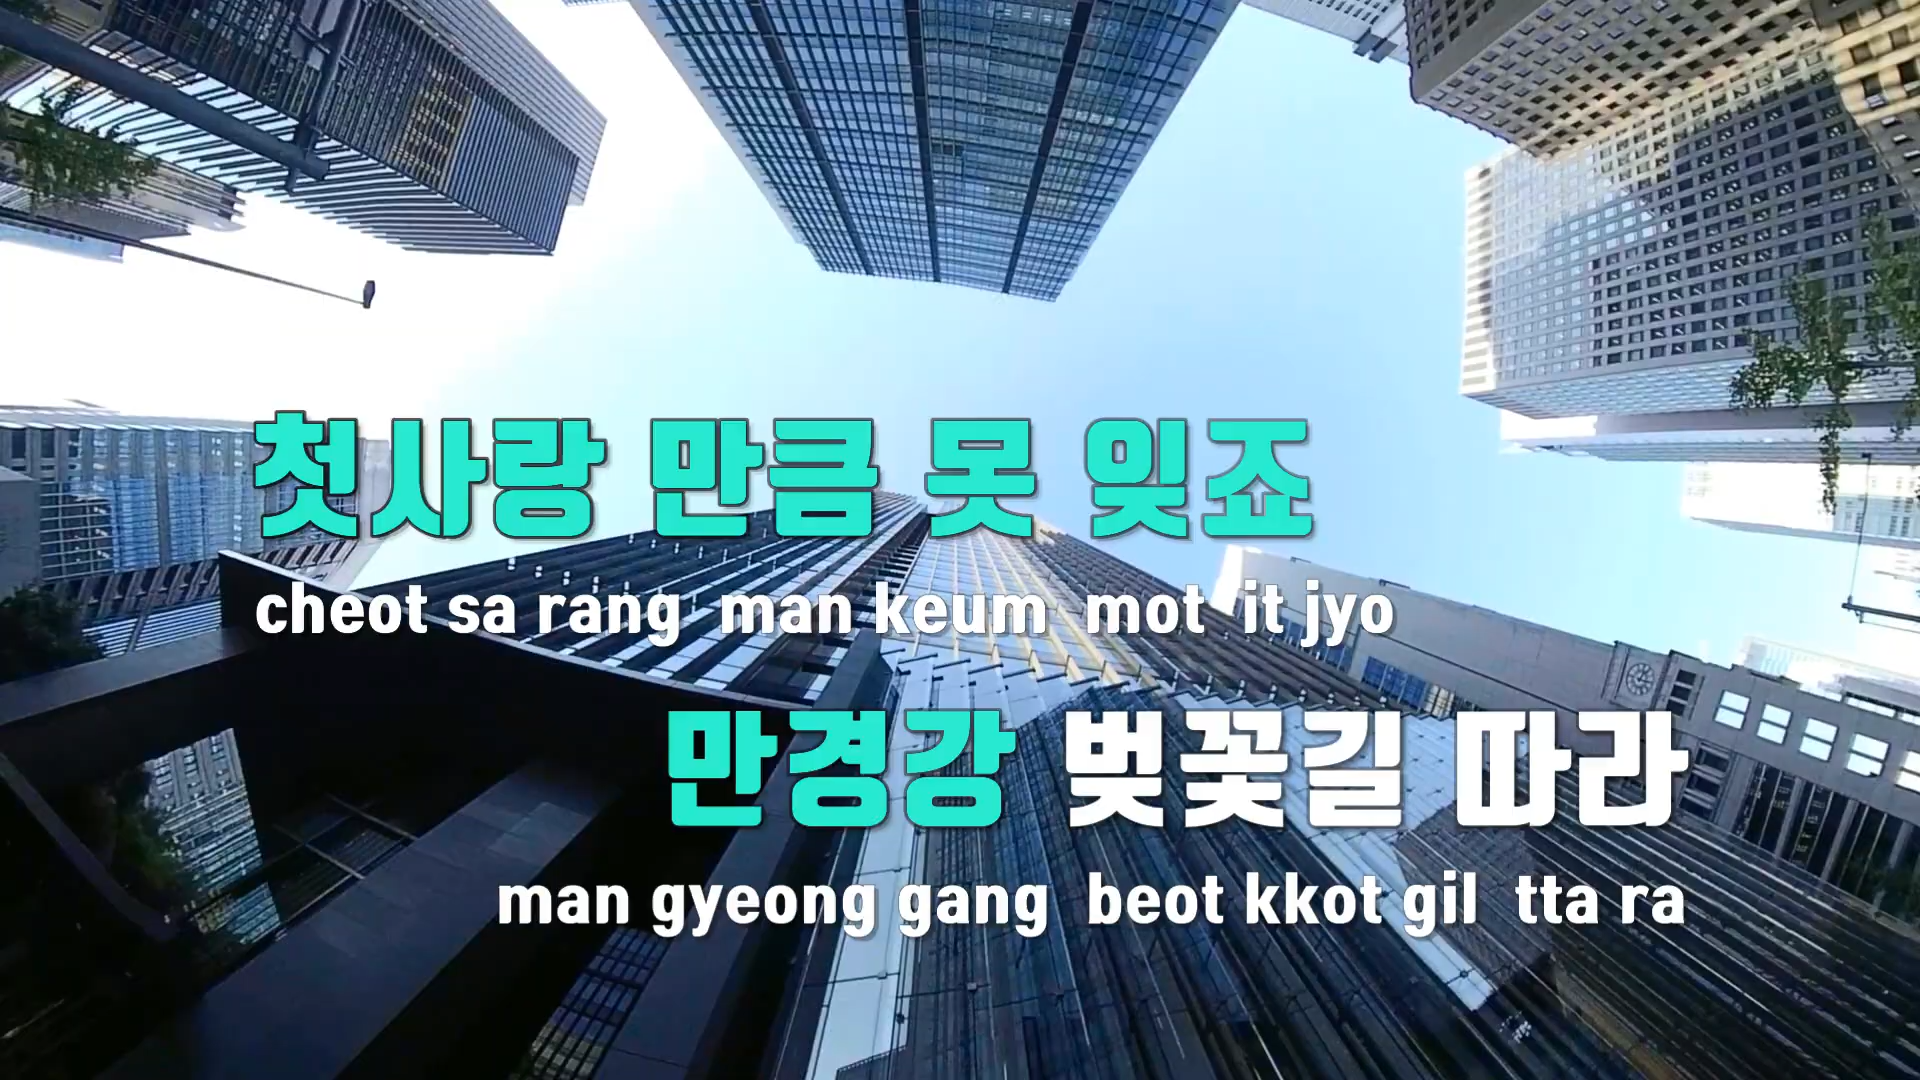 첫사랑 만큼 못 잊죠
cheot sa rang man keum mot it jyo
만경강 벚꽃길 따라
man gyeong gang beot kkot gil tta ra